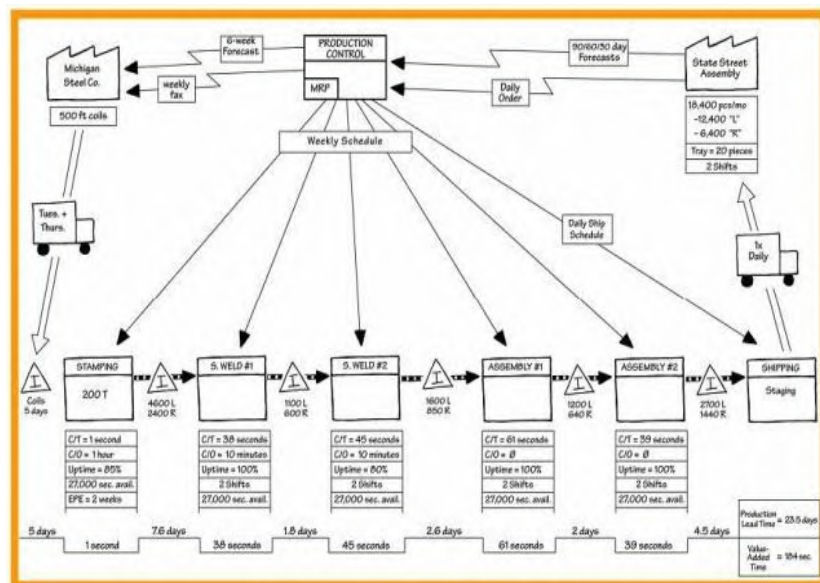 Michigan
Steel Co.
500 ft coils
6-week
Forecast
weekly
fax
PRODUCTION
CONTROL
MRP
90/60/30 day
Forecasts
Daily
Order
State Street
Assembly
18,400 pcs/mo
-12,400 "L"
- 6,400 "R"
Tray = 20 pieces
2 Shifts
Weekly Schedule
Tues. +
Thurs.
Daily Ship
Schedule
1x
Daily
I
Coils
5 days
STAMPING
200 T
I
4600 L
2400 R
S. WELD #1
I
1100 L
600 R
S. WELD #2
I
1600 L
850 R
ASSEMBLY #1
I
1200 L
640 R
ASSEMBLY #2
I
2700 L
1440 R
SHIPPING
Staging
C/T = 1 second
C/O = 1 hour
Uptime = 85%
27,000 sec. avail.
EPE = 2 weeks
C/T = 38 seconds
C/O = 10 minutes
Uptime = 100%
2 Shifts
27,000 sec. avail.
C/T = 45 seconds
C/O = 10 minutes
Uptime = 80%
2 Shifts
27,000 sec. avail.
C/T = 61 seconds
C/O = Ø
Uptime = 100%
2 Shifts
27,000 sec. avail.
C/T = 39 seconds
C/O = Ø
Uptime = 100%
2 Shifts
27,000 sec. avail.
5 days
7.6 days
1.8 days
2.6 days
2 days
4.5 days
1 second
38 seconds
45 seconds
61 seconds
39 seconds
Production
Lead Time = 23.5 days
Value-
Added
Time = 184 sec.